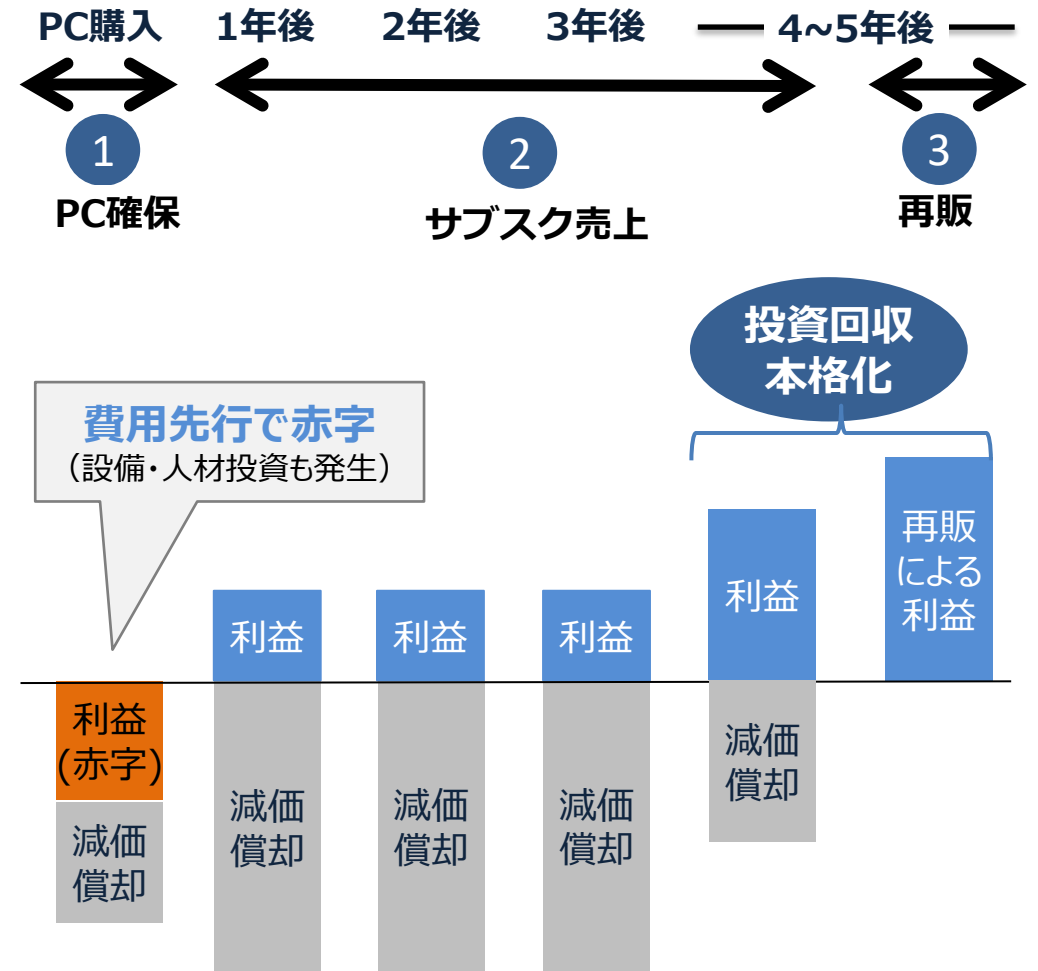 PC購入 1年後 2年後 3年後 4~5年後
1
2
3
PC確保
サブスク売上
再販
投資回収
本格化
費用先行で赤字
（設備・人材投資も発生）
利益
利益
利益
利益
再販
による
利益
利益
(赤字)
減価
償却
減価
償却
減価
償却
減価
償却
減価
償却